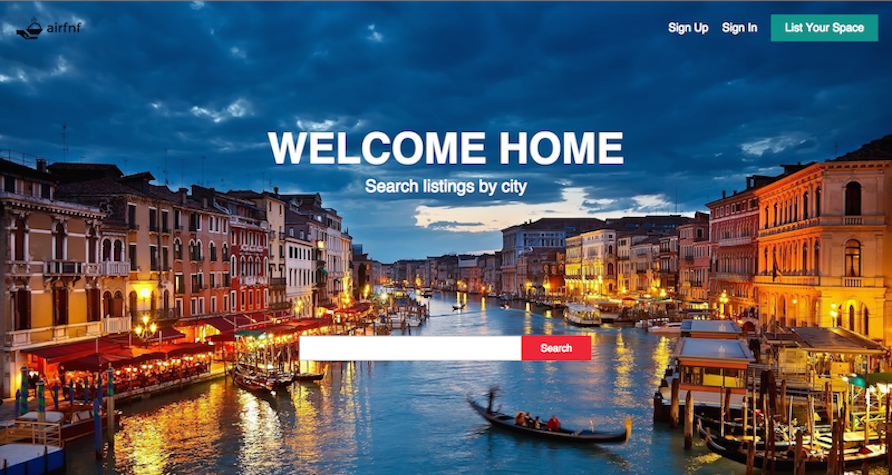 airfnf
Sign Up
Sign In
List Your Space
WELCOME HOME
Search listings by city
Search